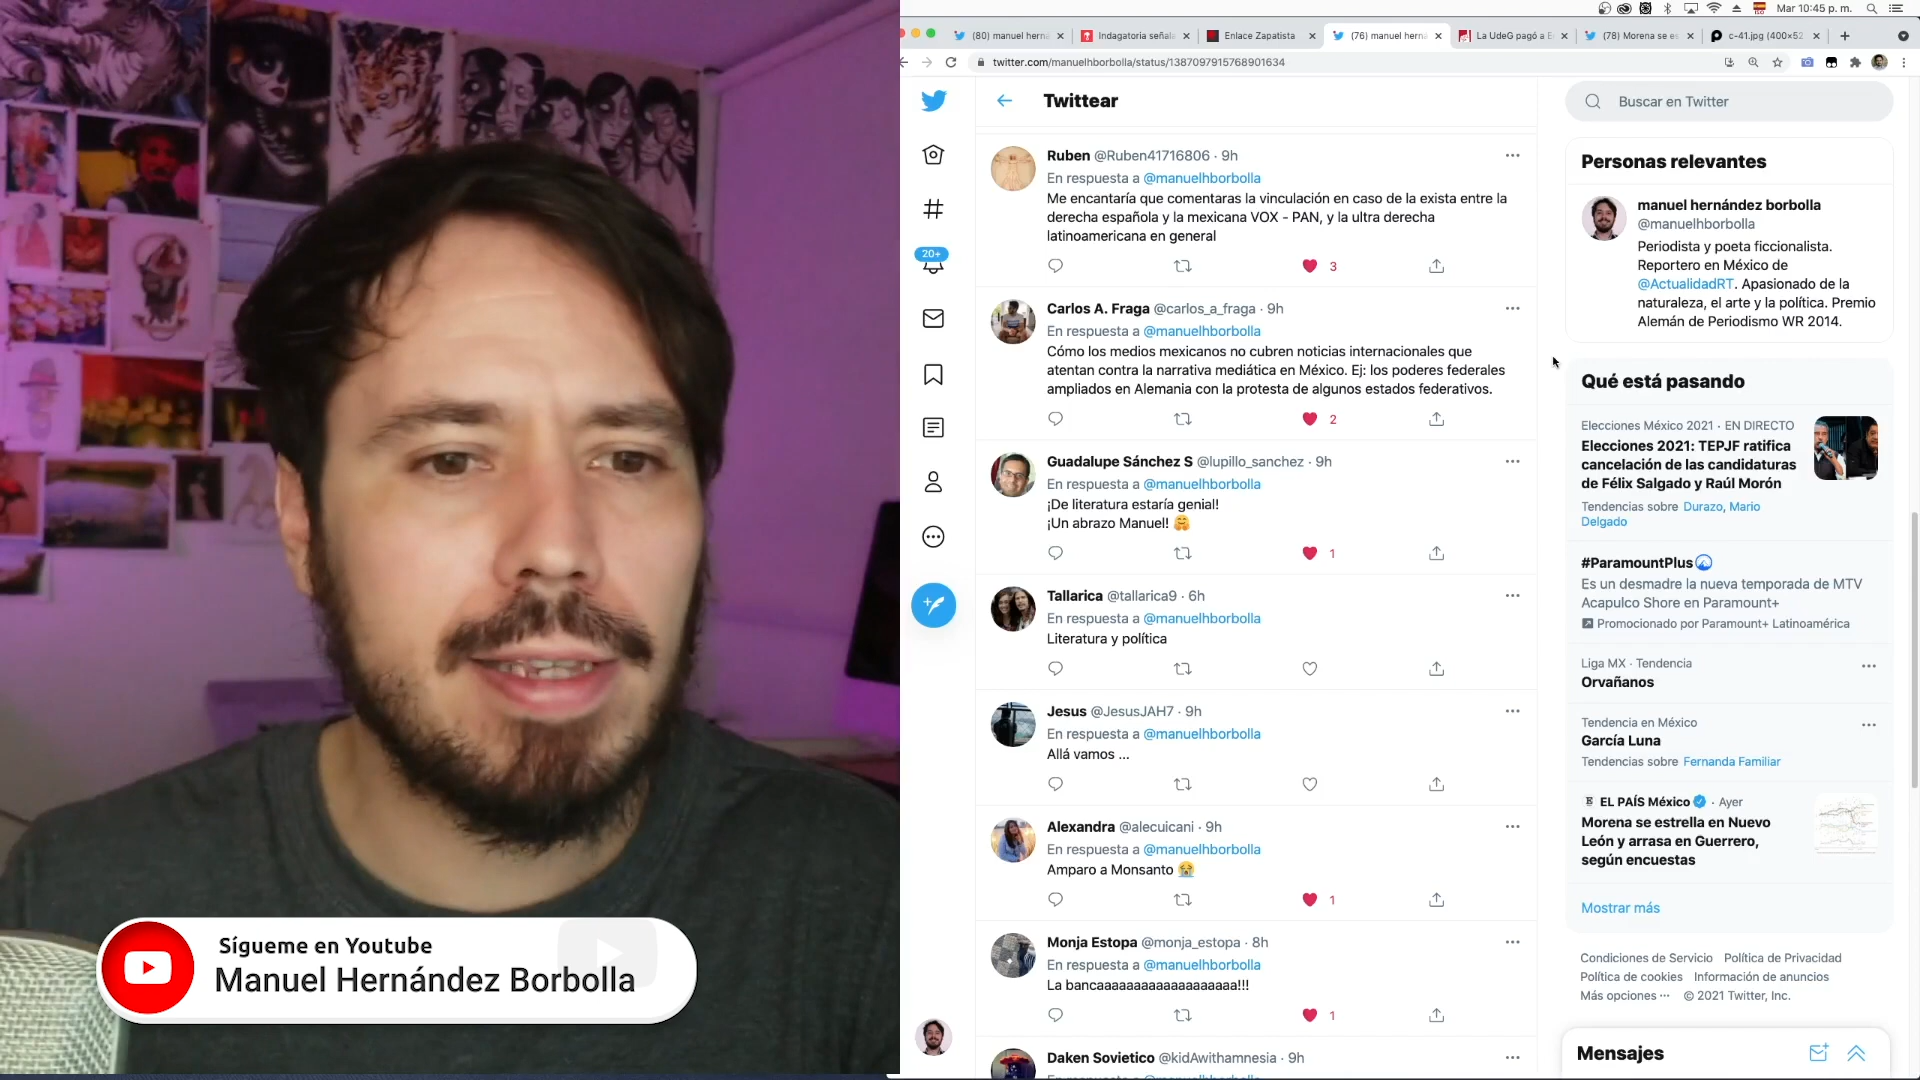 Mar 10:45 p. m.
(80) manuel herná
Indagatoria señala
Enlace Zapatista
(76) manuel herná
La UdeG pagó a E
(78) Morena se es
c-41.jpg (400×52
twitter.com/manuelhborbolla/status/1387097915768901634
Twittear
Buscar en Twitter
20+
Ruben @Ruben41716806 · 9h
En respuesta a @manuelhborbolla
Me encantaría que comentaras la vinculación en caso de la exista entre la
derecha española y la mexicana VOX - PAN, y la ultra derecha
latinoamericana en general
3
Carlos A. Fraga @carlos_a_fraga · 9h
En respuesta a @manuelhborbolla
Cómo los medios mexicanos no cubren noticias internacionales que
atentan contra la narrativa mediática en México. Ej: los poderes federales
ampliados en Alemania con la protesta de algunos estados federativos.
2
Guadalupe Sánchez S @lupillo_sanchez · 9h
En respuesta a @manuelhborbolla
¡De literatura estaría genial!
¡Un abrazo Manuel! 🤗
1
Tallarica @tallarica9 · 6h
En respuesta a @manuelhborbolla
Literatura y política
Jesus @JesusJAH7 · 9h
En respuesta a @manuelhborbolla
Allá vamos ...
Alexandra @alecuicani · 9h
En respuesta a @manuelhborbolla
Amparo a Monsanto 😭
1
Monja Estopa @monja_estopa · 8h
En respuesta a @manuelhborbolla
La bancaaaaaaaaaaaaaaaaaaa!!!
1
Daken Sovietico @kidAwithamnesia · 9h
Personas relevantes
manuel hernández borbolla
@manuelhborbolla
Periodista y poeta ficcionalista.
Reportero en México de
@ActualidadRT. Apasionado de la
naturaleza, el arte y la política. Premio
Alemán de Periodismo WR 2014.
Qué está pasando
Elecciones México 2021 · EN DIRECTO
Elecciones 2021: TEPJF ratifica
cancelación de las candidaturas
de Félix Salgado y Raúl Morón
Tendencias sobre Durazo, Mario
Delgado
#ParamountPlus
Es un desmadre la nueva temporada de MTV
Acapulco Shore en Paramount+
Promocionado por Paramount+ Latinoamérica
Liga MX · Tendencia
Orvañanos
Tendencia en México
García Luna
Tendencias sobre Fernanda Familiar
EL PAÍS México · Ayer
Morena se estrella en Nuevo
León y arrasa en Guerrero,
según encuestas
Mostrar más
Condiciones de Servicio Política de Privacidad
Política de cookies Información de anuncios
Más opciones ··· © 2021 Twitter, Inc.
Mensajes
Sígueme en Youtube
Manuel Hernández Borbolla